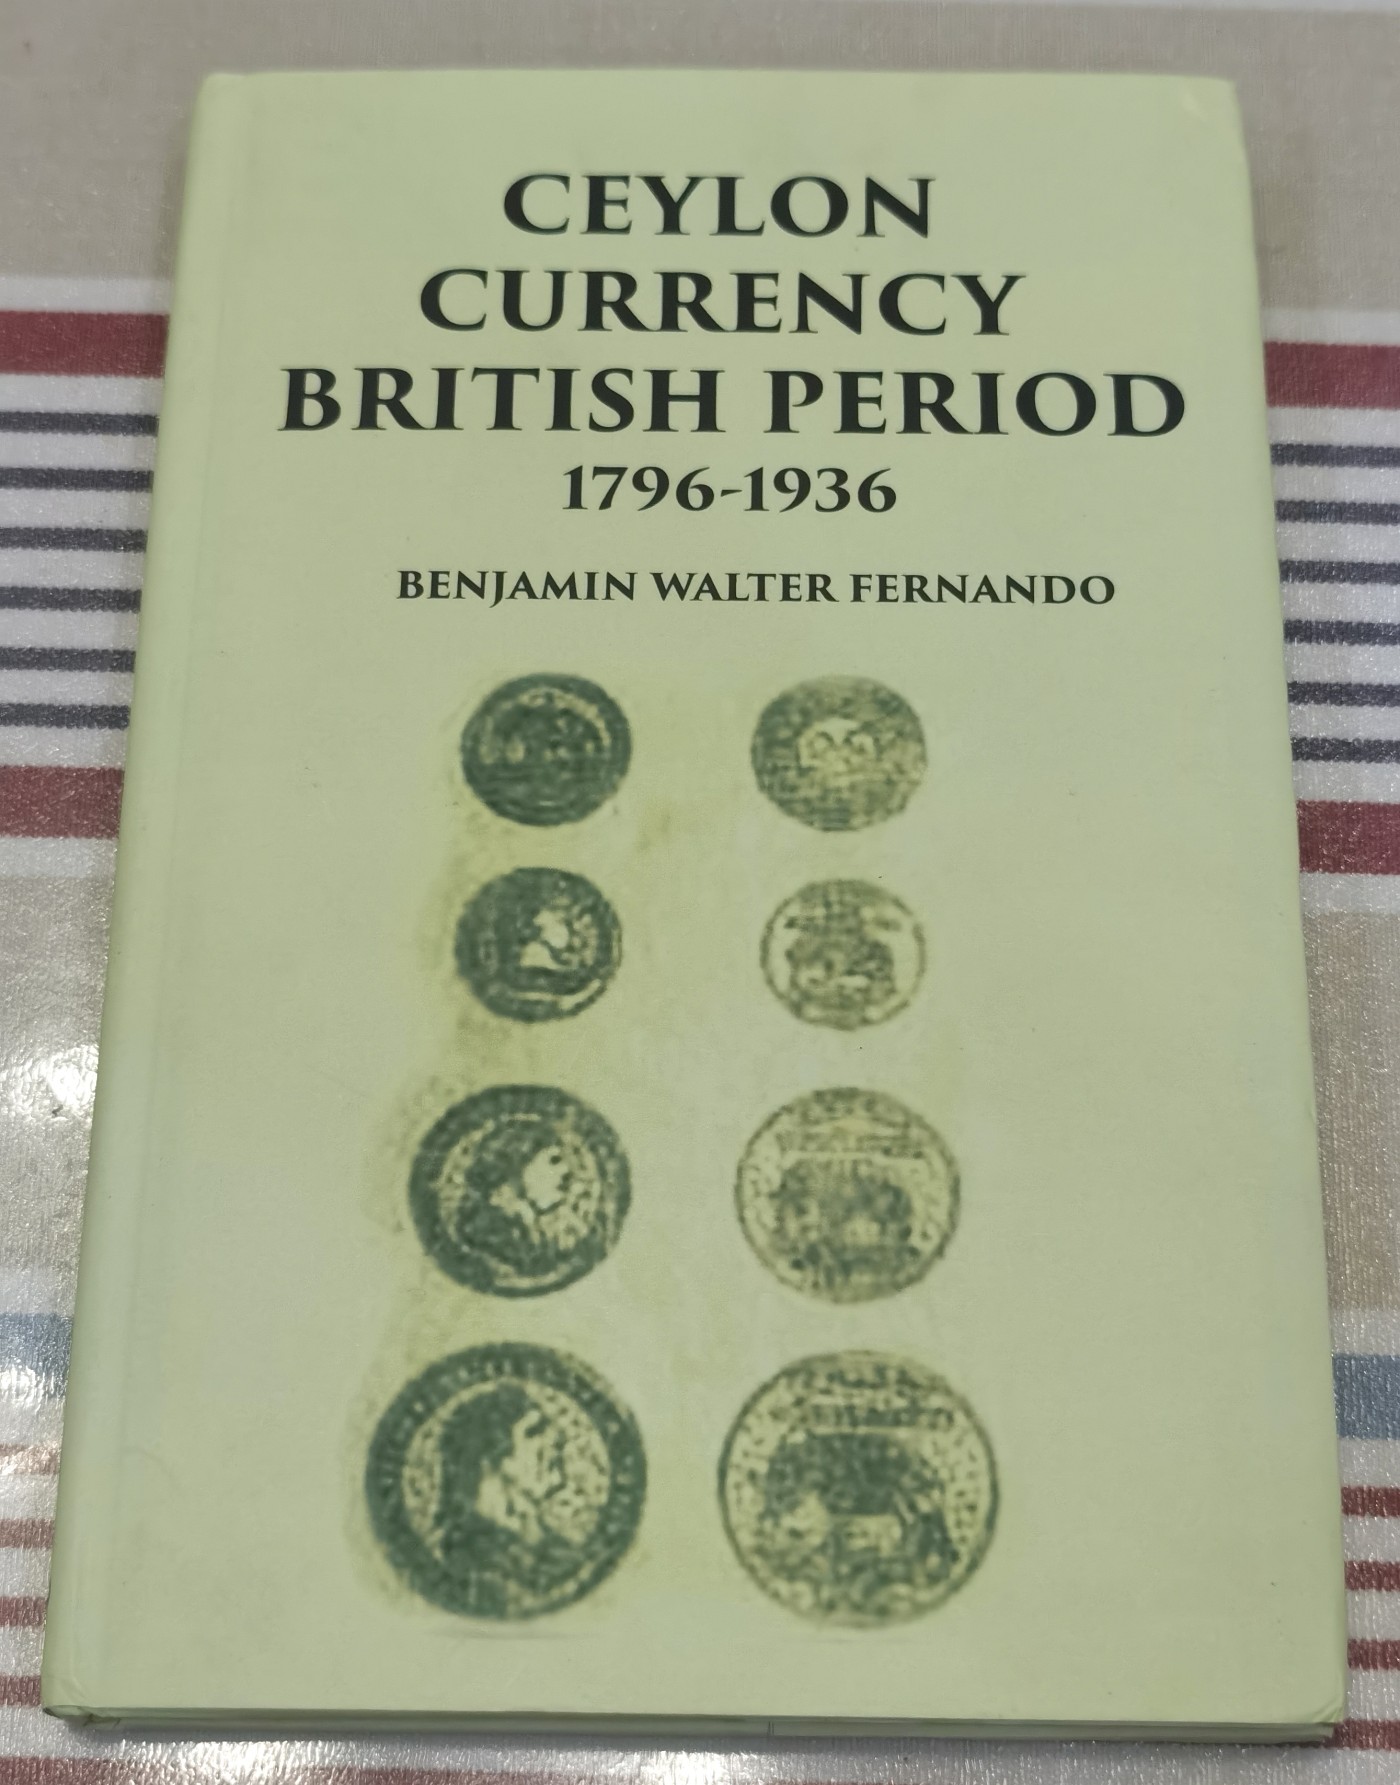 CEYLON
CURRENCY
BRITISH PERIOD
1796-1936
BENJAMIN WALTER FERNANDO